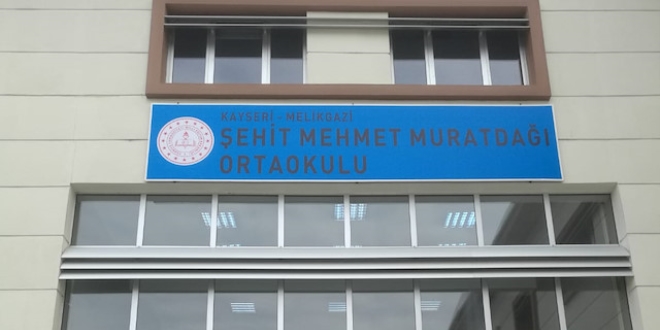 KAYSERİ - MELİKGAZİ
ŞEHİT MEHMET MURATDAĞI
ORTAOKULU